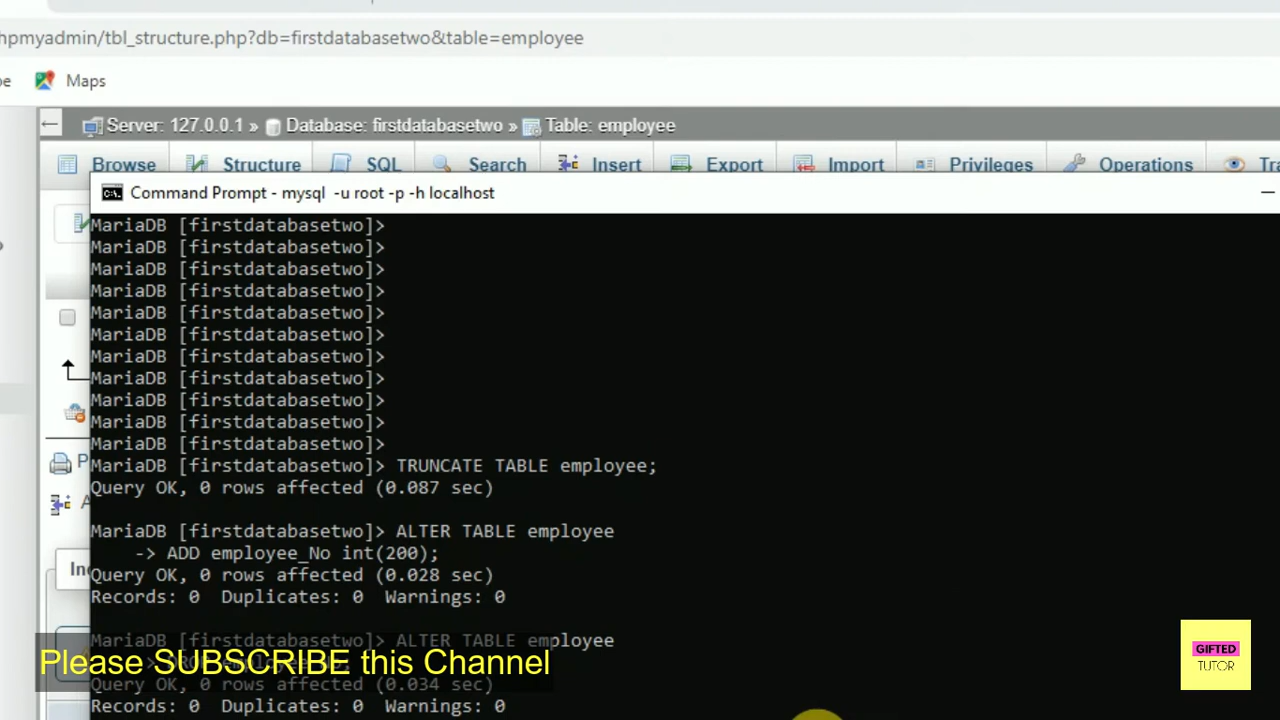 hpmyadmin/tbl_structure.php?db=firstdatabasetwo&table=employee
Maps
Server: 127.0.0.1 » Database: firstdatabasetwo » Table: employee
Browse Structure SQL Search Insert Export Import Privileges Operations
Command Prompt - mysql -u root -p -h localhost
MariaDB [firstdatabasetwo]>
MariaDB [firstdatabasetwo]>
MariaDB [firstdatabasetwo]>
MariaDB [firstdatabasetwo]>
MariaDB [firstdatabasetwo]>
MariaDB [firstdatabasetwo]>
MariaDB [firstdatabasetwo]>
MariaDB [firstdatabasetwo]>
MariaDB [firstdatabasetwo]>
MariaDB [firstdatabasetwo]>
MariaDB [firstdatabasetwo]>
MariaDB [firstdatabasetwo]> TRUNCATE TABLE employee;
Query OK, 0 rows affected (0.087 sec)
MariaDB [firstdatabasetwo]> ALTER TABLE employee
-> ADD employee_No int(200);
Query OK, 0 rows affected (0.028 sec)
Records: 0 Duplicates: 0 Warnings: 0
MariaDB [firstdatabasetwo]> ALTER TABLE employee
Please SUBSCRIBE this Channel
Query OK, 0 rows affected (0.034 sec)
Records: 0 Duplicates: 0 Warnings: 0
GIFTED
TUTOR